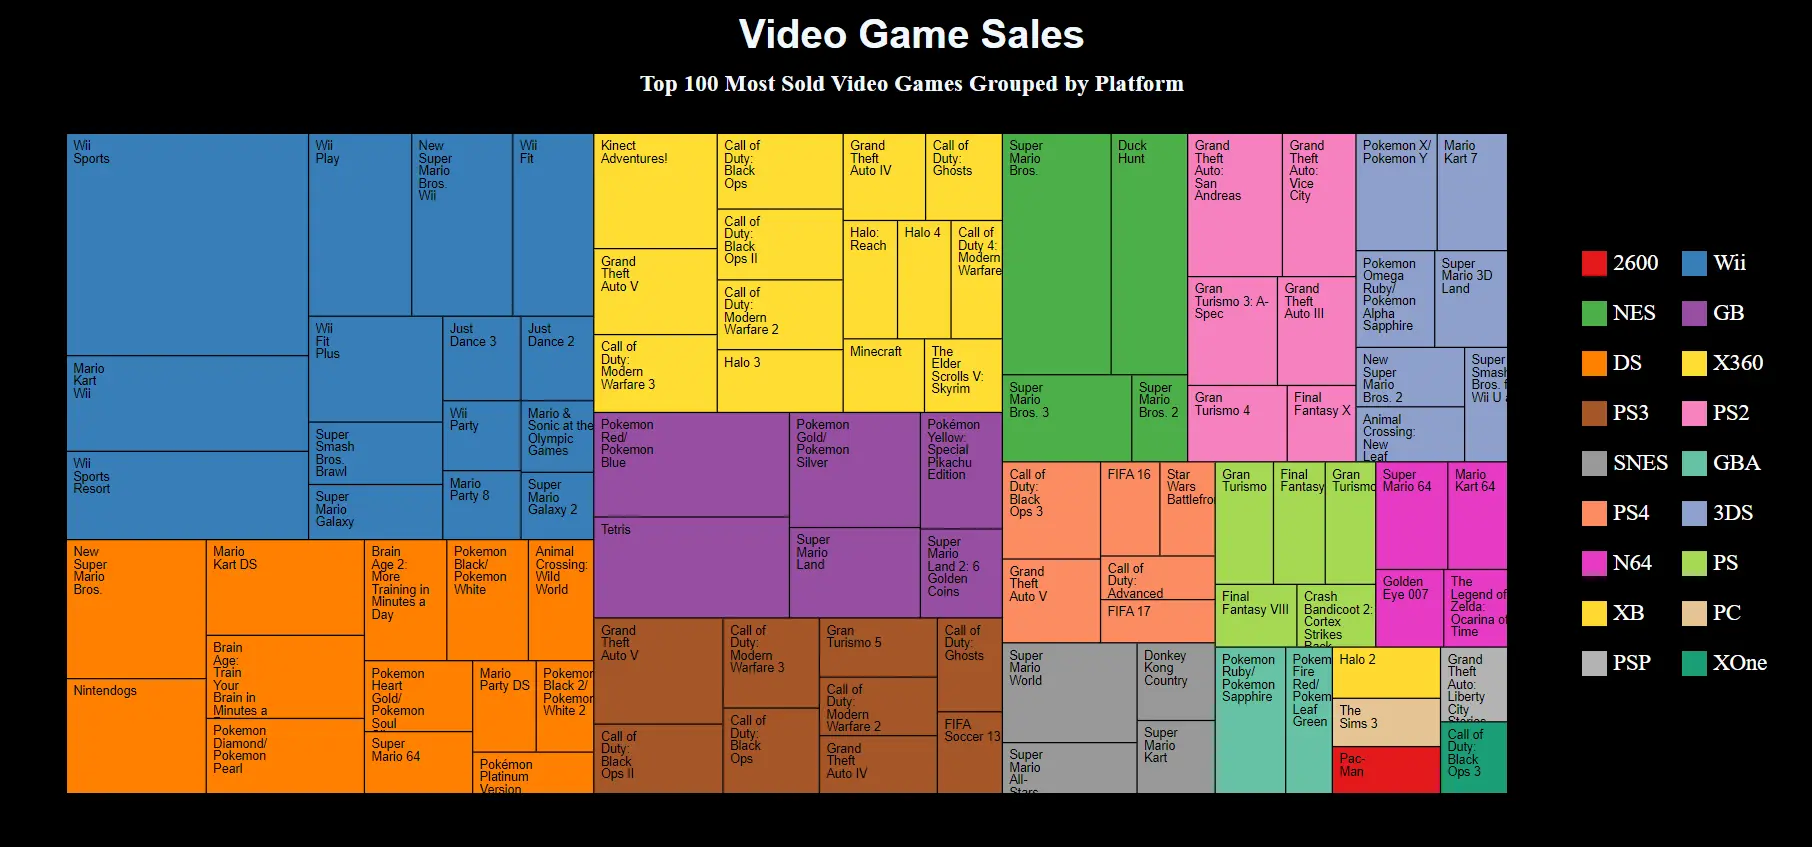 Video Game Sales
Top 100 Most Sold Video Games Grouped by Platform
Wii
Sports
Mario
Kart
Wii
Wii
Sports
Resort
Wii
Play
New
Super
Mario
Bros.
Wii
Wii
Fit
Wii
Fit
Plus
Just
Dance 3
Just
Dance 2
Super
Smash
Bros.
Brawl
Super
Mario
Galaxy
Wii
Party
Mario &
Sonic at the
Olympic
Games
Mario
Party 8
Super
Mario
Galaxy 2
New
Super
Mario
Bros.
Nintendogs
Mario
Kart DS
Brain
Age:
Train
Your
Brain in
Minutes a
Pokemon
Diamond/
Pokemon
Pearl
Brain
Age 2:
More
Training in
Minutes a
Day
Pokemon
Black/
Pokemon
White
Animal
Crossing:
Wild
World
Pokemon
Heart
Gold/
Pokemon
Soul
Super
Mario 64
Mario
Party DS
Pokemon
Black 2/
Pokemon
White 2
Pokémon
Platinum
Version
Kinect
Adventures!
Grand
Theft
Auto V
Call of
Duty:
Modern
Warfare 3
Call of
Duty:
Black
Ops
Call of
Duty:
Black
Ops II
Call of
Duty:
Modern
Warfare 2
Halo 3
Grand
Theft
Auto IV
Call of
Duty:
Ghosts
Halo:
Reach
Halo 4
Call of
Duty 4:
Modern
Warfare
Minecraft
The
Elder
Scrolls V:
Skyrim
Pokemon
Red/
Pokemon
Blue
Tetris
Pokemon
Gold/
Pokemon
Silver
Super
Mario
Land
Pokémon
Yellow:
Special
Pikachu
Edition
Super
Mario
Land 2: 6
Golden
Coins
Grand
Theft
Auto V
Call of
Duty:
Black
Ops II
Call of
Duty:
Modern
Warfare 3
Call of
Duty:
Black
Ops
Gran
Turismo 5
Call of
Duty:
Modern
Warfare 2
Grand
Theft
Auto IV
Call of
Duty:
Ghosts
FIFA
Soccer 13
Super
Mario
Bros.
Duck
Hunt
Super
Mario
Bros. 3
Super
Mario
Bros. 2
Grand
Theft
Auto:
San
Andreas
Grand
Theft
Auto:
Vice
City
Gran
Turismo 3: A-
Spec
Grand
Theft
Auto III
Gran
Turismo 4
Final
Fantasy X
Pokemon X/
Pokemon Y
Mario
Kart 7
Pokemon
Omega
Ruby/
Pokemon
Alpha
Sapphire
Super
Mario 3D
Land
New
Super
Mario
Bros. 2
Animal
Crossing:
New
Leaf
Super
Smash
Bros. f
Wii U a
Call of
Duty:
Black
Ops 3
Grand
Theft
Auto V
FIFA 16
Star
Wars
Battlefro
Call of
Duty:
Advanced
FIFA 17
Gran
Turismo
Final
Fantasy
Gran
Turismo
Final
Fantasy VIII
Crash
Bandicoot 2:
Cortex
Strikes
Back
Super
Mario 64
Mario
Kart 64
Golden
Eye 007
The
Legend of
Zelda:
Ocarina of
Time
Super
Mario
World
Super
Mario
All-
Stars
Donkey
Kong
Country
Super
Mario
Kart
Pokemon
Ruby/
Pokemon
Sapphire
Pokem
Fire
Red/
Pokem
Leaf
Green
Halo 2
The
Sims 3
Pac-
Man
Grand
Theft
Auto:
Liberty
City
Stories
Call of
Duty:
Black
Ops 3
2600
Wii
NES
GB
DS
X360
PS3
PS2
SNES
GBA
PS4
3DS
N64
PS
XB
PC
PSP
XOne